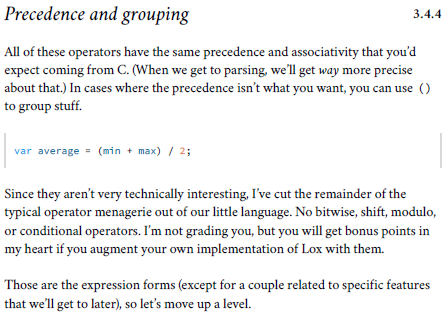 Precedence and grouping 3.4.4
All of these operators have the same precedence and associativity that you’d
expect coming from C. (When we get to parsing, we’ll get way more precise
about that.) In cases where the precedence isn’t what you want, you can use ()
to group stuff.
var average = (min + max) / 2;
Since they aren’t very technically interesting, I’ve cut the remainder of the
typical operator menagerie out of our little language. No bitwise, shift, modulo,
or conditional operators. I’m not grading you, but you will get bonus points in
my heart if you augment your own implementation of Lox with them.
Those are the expression forms (except for a couple related to specific features
that we’ll get to later), so let’s move up a level.